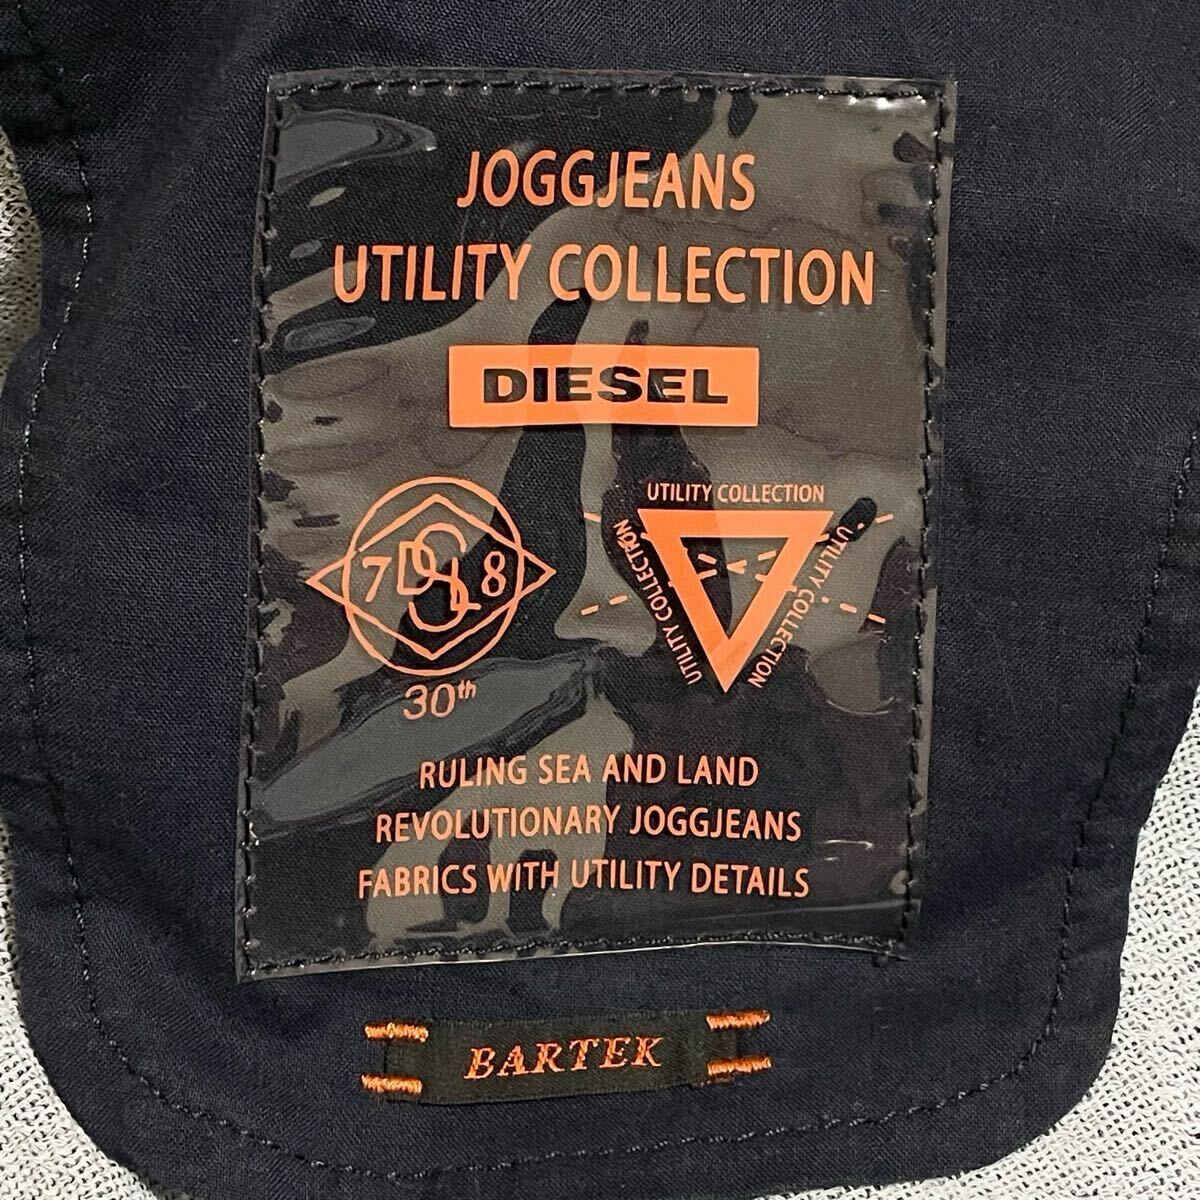 JOGGJEANS
UTILITY COLLECTION
DIESEL
7 DSL 8
30th
UTILITY COLLECTION
UTILITY COLLECTION
UTILITY COLLECTION
RULING SEA AND LAND
REVOLUTIONARY JOGGJEANS
FABRICS WITH UTILITY DETAILS
BARTEK